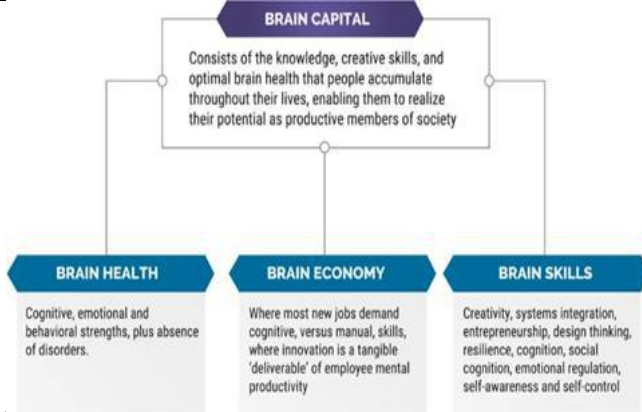 BRAIN CAPITAL
Consists of the knowledge, creative skills, and
optimal brain health that people accumulate
throughout their lives, enabling them to realize
their potential as productive members of society
BRAIN HEALTH
Cognitive, emotional and
behavioral strengths, plus absence
of disorders.
BRAIN ECONOMY
Where most new jobs demand
cognitive, versus manual, skills,
where innovation is a tangible
‘deliverable’ of employee mental
productivity
BRAIN SKILLS
Creativity, systems integration,
entrepreneurship, design thinking,
resilience, cognition, social
cognition, emotional regulation,
self-awareness and self-control